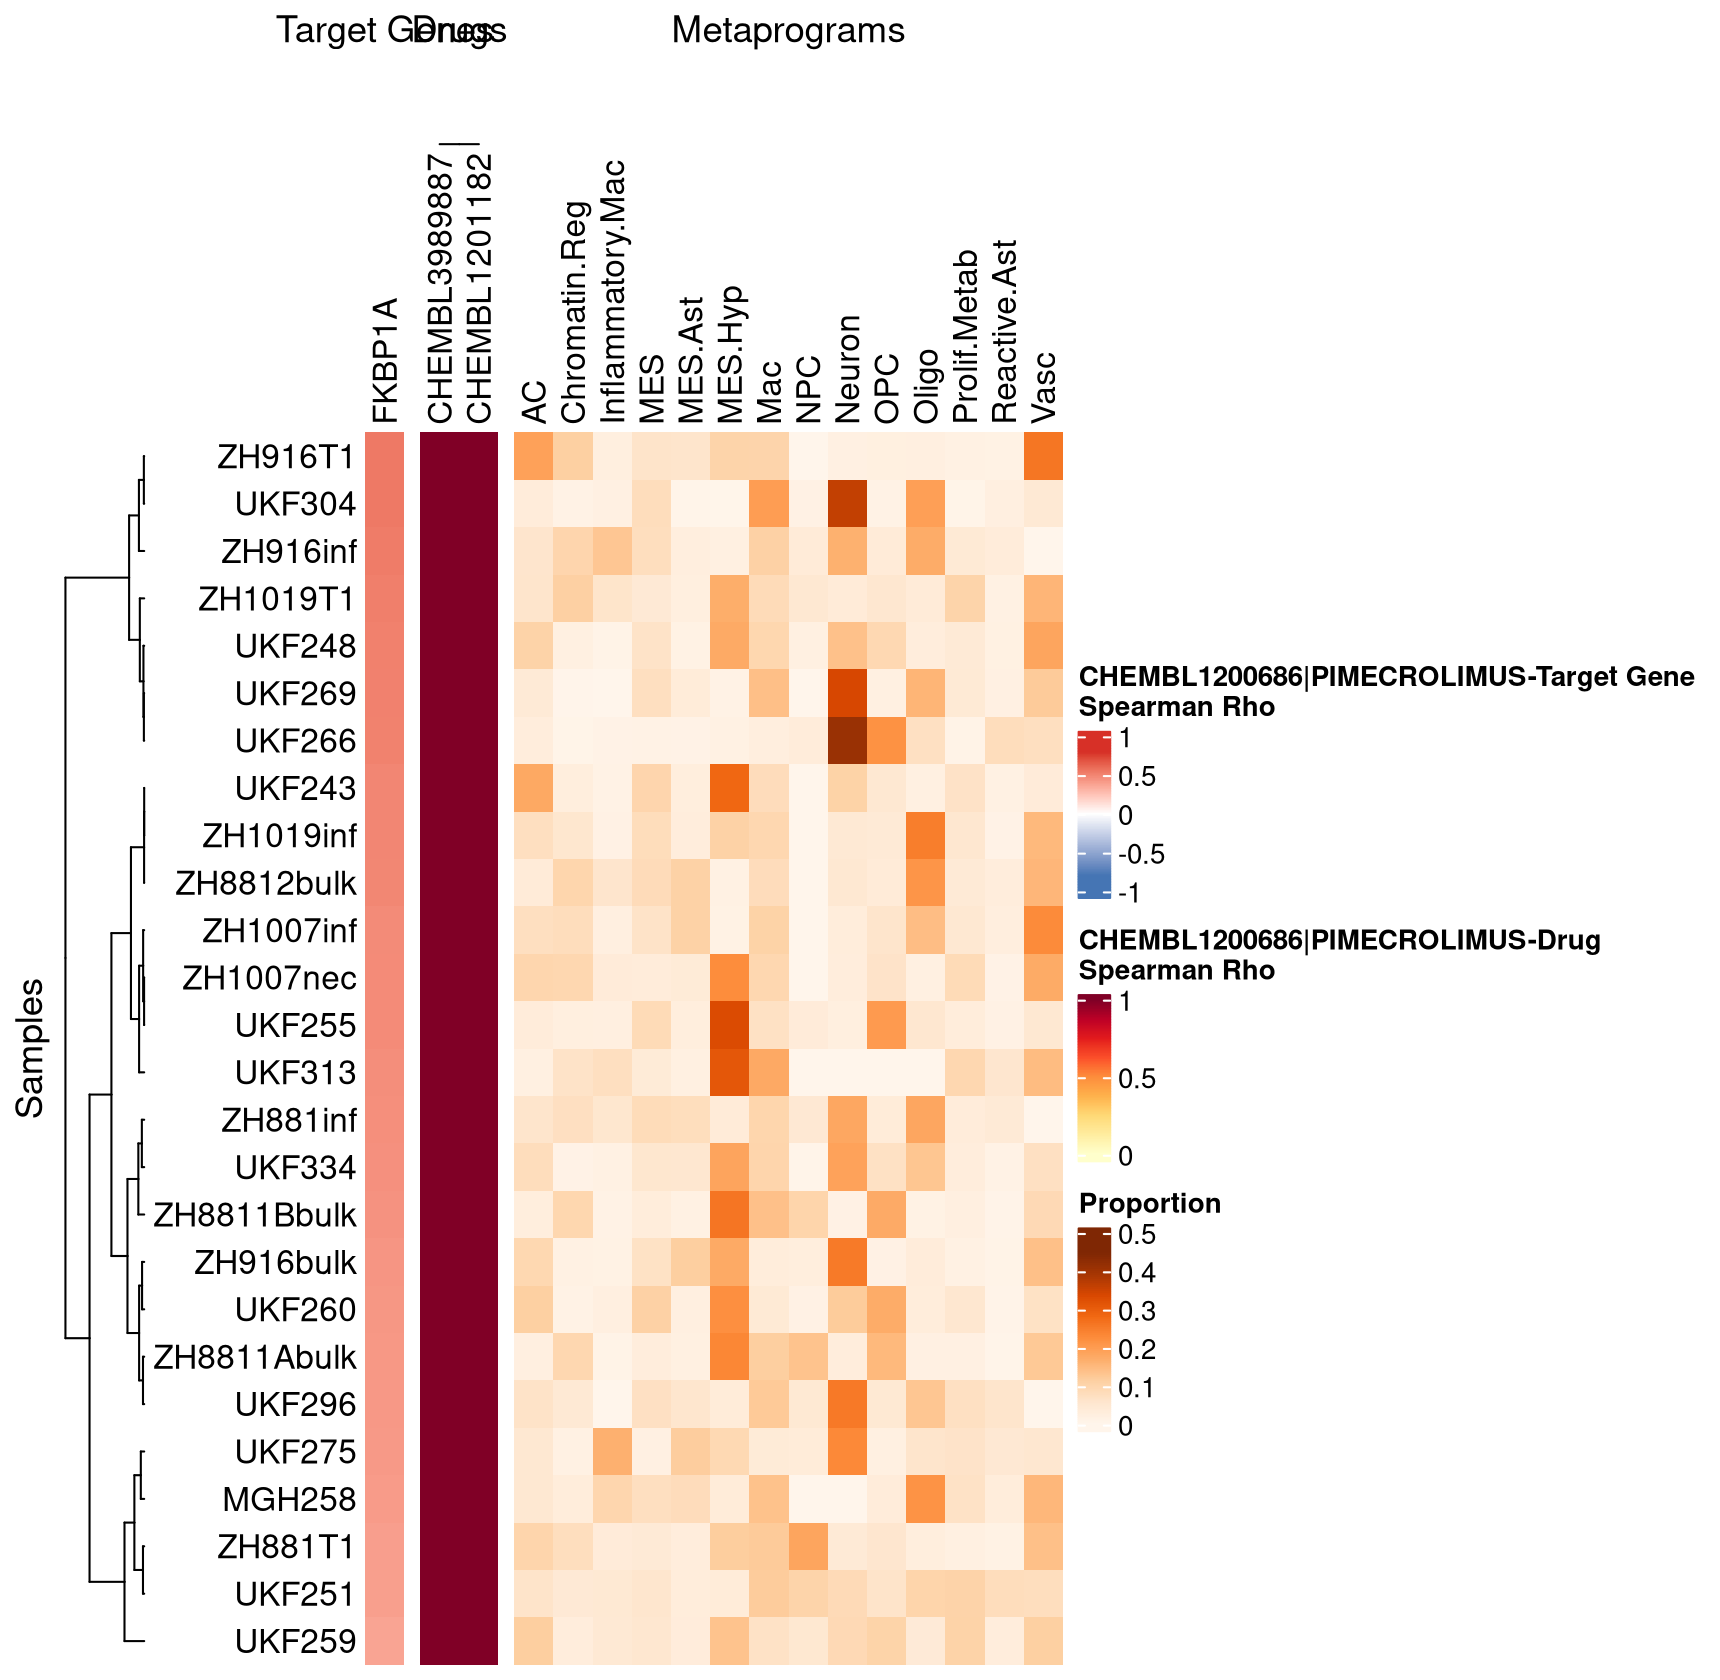 Target Genes Drugs Metaprograms
FKBP1A
CHEMBL3989887|
CHEMBL1201182|
AC
Chromatin.Reg
Inflammatory.Mac
MES
MES.Ast
MES.Hyp
Mac
NPC
Neuron
OPC
Oligo
Prolif.Metab
Reactive.Ast
Vasc
Samples
ZH916T1
UKF304
ZH916inf
ZH1019T1
UKF248
UKF269
UKF266
UKF243
ZH1019inf
ZH8812bulk
ZH1007inf
ZH1007nec
UKF255
UKF313
ZH881inf
UKF334
ZH8811Bbulk
ZH916bulk
UKF260
ZH8811Abulk
UKF296
UKF275
MGH258
ZH881T1
UKF251
UKF259
CHEMBL1200686|PIMECROLIMUS-Target Gene
Spearman Rho
1
0.5
0
-0.5
-1
CHEMBL1200686|PIMECROLIMUS-Drug
Spearman Rho
1
0.5
0
Proportion
0.5
0.4
0.3
0.2
0.1
0